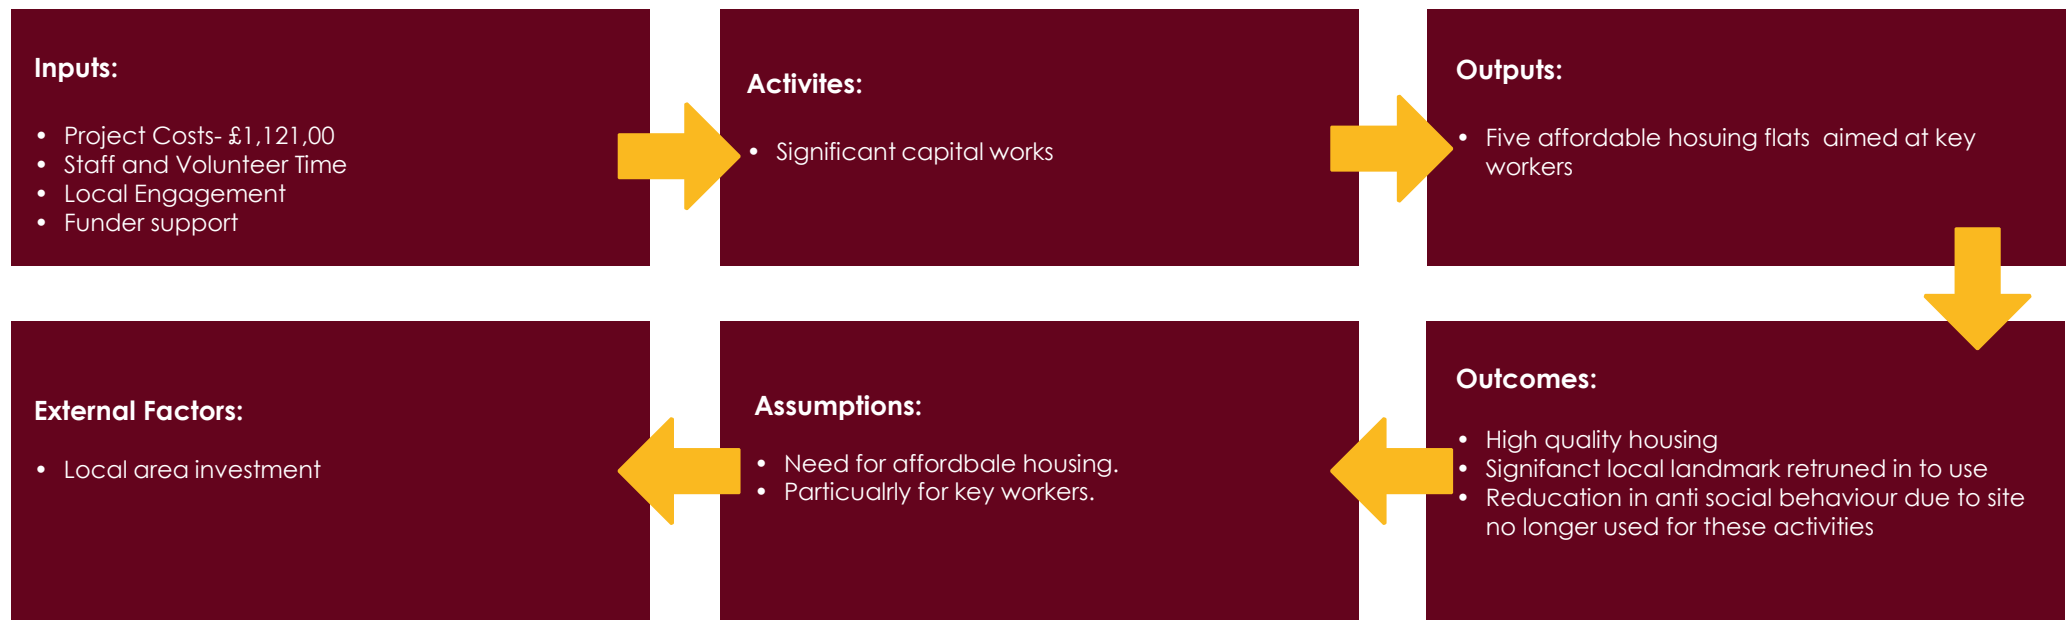 Inputs:
• Project Costs- £1,121,00
• Staff and Volunteer Time
• Local Engagement
• Funder support
Activites:
• Significant capital works
Outputs:
• Five affordable hosuing flats aimed at key
workers
Outcomes:
• High quality housing
• Signifanct local landmark retruned in to use
• Reducation in anti social behaviour due to site
no longer used for these activities
Assumptions:
• Need for affordbale housing.
• Particualrly for key workers.
External Factors:
• Local area investment